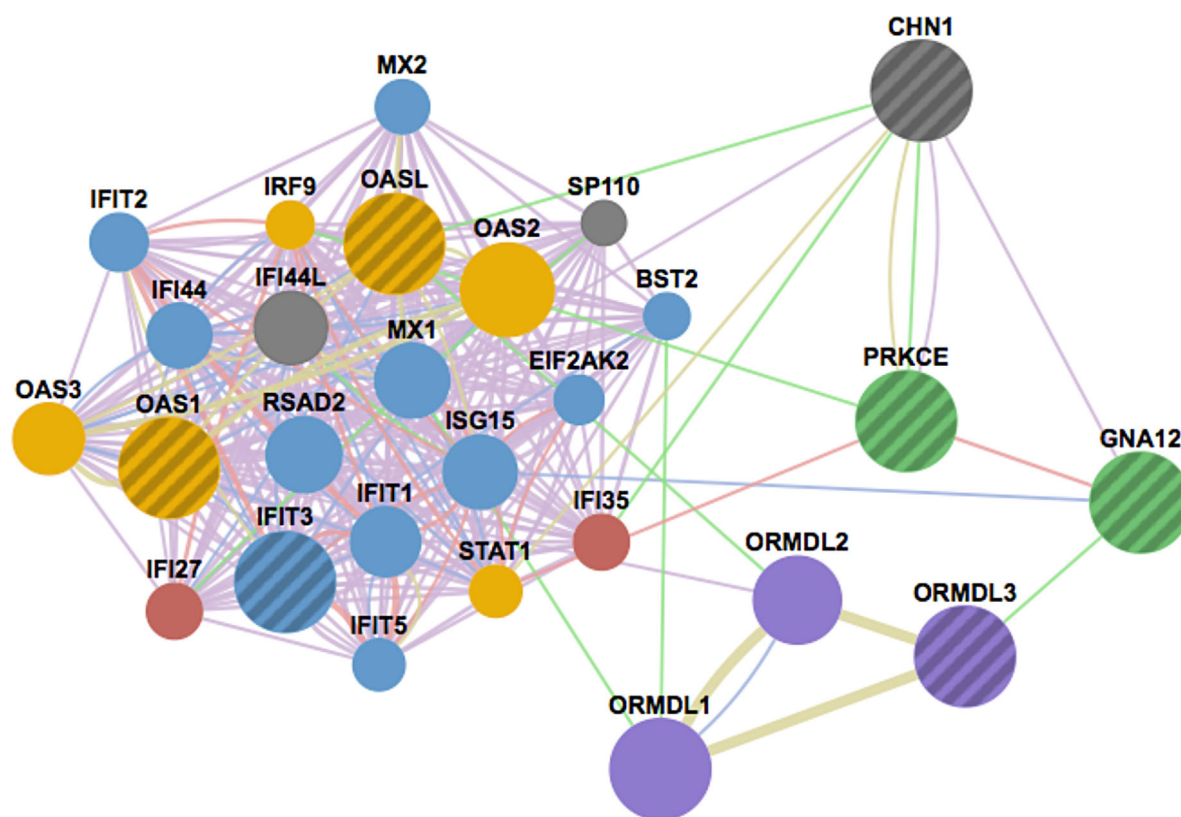 CHN1
MX2
IRF9
OASL
SP110
IFIT2
OAS2
IFI44L
IFI44
BST2
MX1
EIF2AK2
PRKCE
OAS3
OAS1
RSAD2
ISG15
GNA12
IFIT1
IFI35
IFIT3
STAT1
ORMDL2
IFI27
ORMDL3
IFIT5
ORMDL1